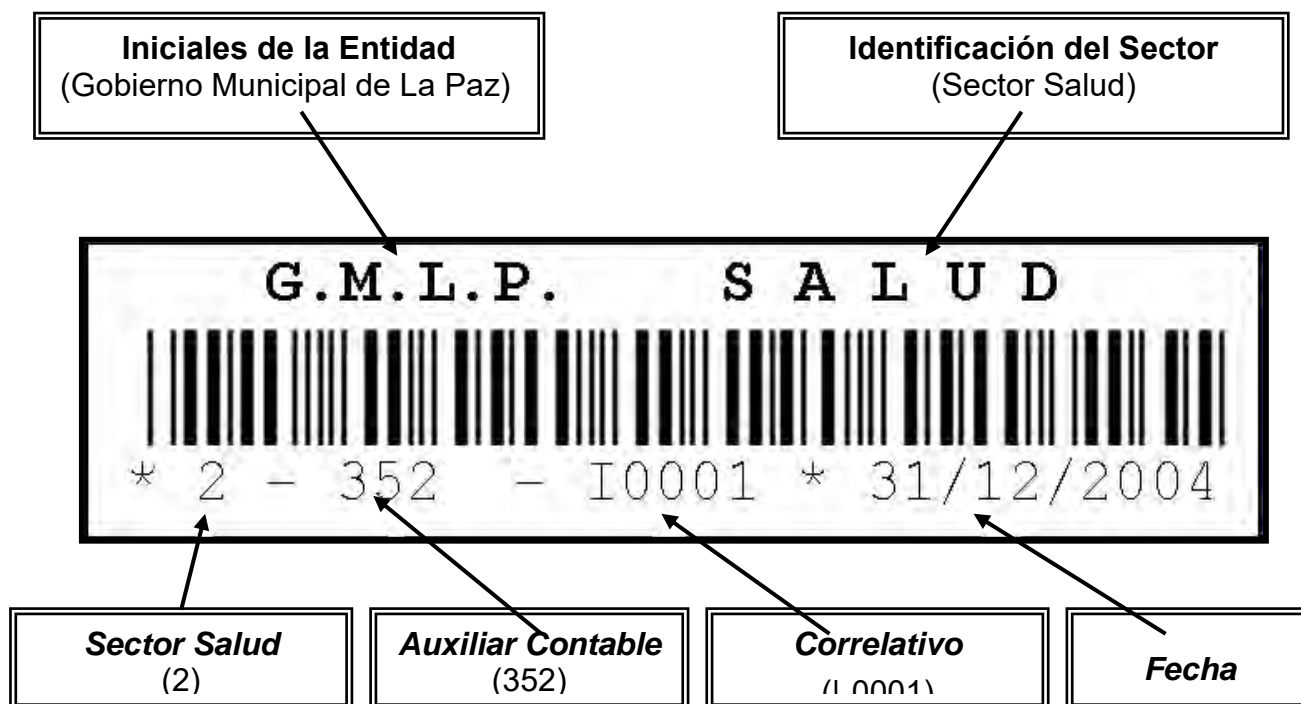 Iniciales de la Entidad
(Gobierno Municipal de La Paz)
Identificación del Sector
(Sector Salud)
G.M.L.P. S A L U D
* 2 - 352 - I0001 * 31/12/2004
Sector Salud
(2)
Auxiliar Contable
(352)
Correlativo
(I 0001)
Fecha